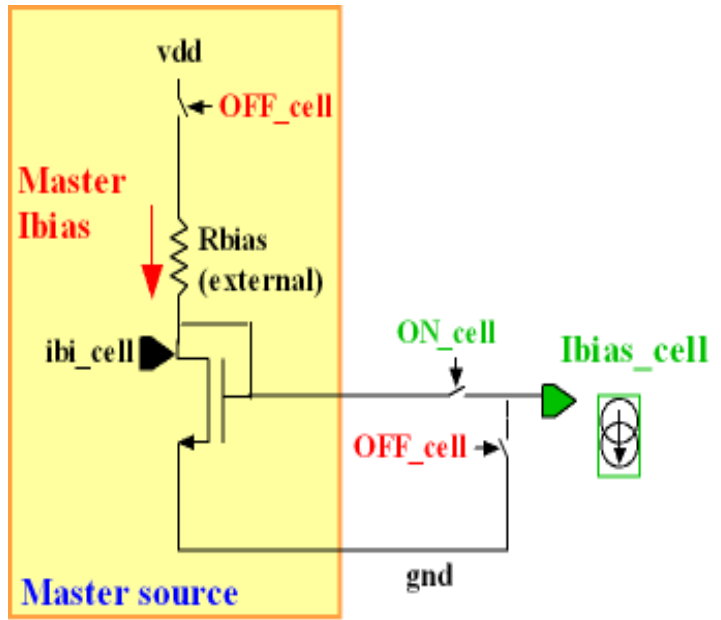 vdd
OFF_cell
Master
Ibias
Rbias
(external)
ibi_cell
ON_cell
Ibias_cell
OFF_cell
gnd
Master source